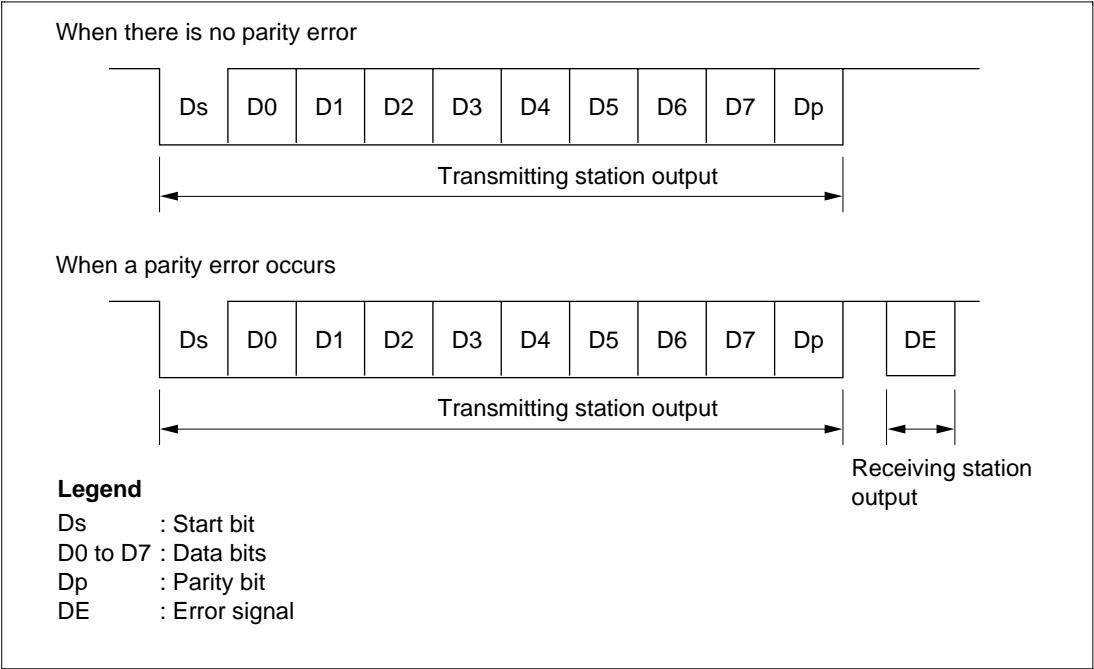 When there is no parity error
Ds D0 D1 D2 D3 D4 D5 D6 D7 Dp
Transmitting station output
When a parity error occurs
Ds D0 D1 D2 D3 D4 D5 D6 D7 Dp DE
Transmitting station output
Receiving station
output
Legend
Ds : Start bit
D0 to D7 : Data bits
Dp : Parity bit
DE : Error signal